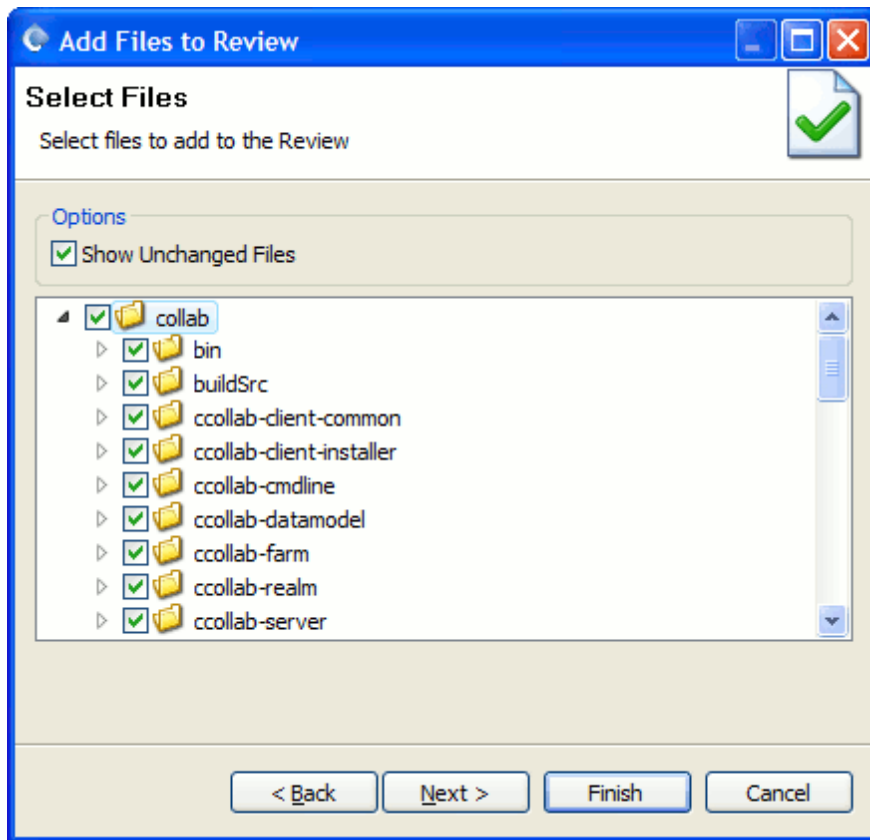 Add Files to Review
Select Files
Select files to add to the Review
Options
Show Unchanged Files
collab
bin
buildSrc
ccollab-client-common
ccollab-client-installer
ccollab-cmdline
ccollab-datamodel
ccollab-farm
ccollab-realm
ccollab-server
< Back Next > Finish Cancel